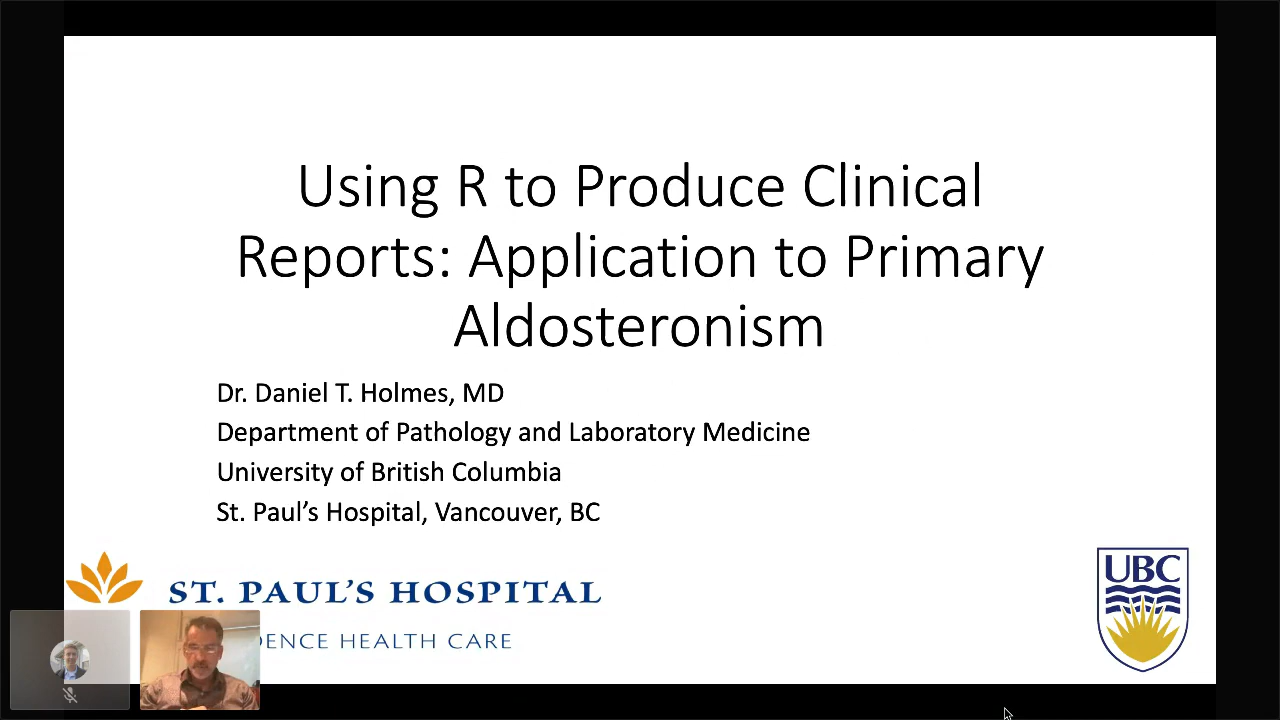 Using R to Produce Clinical
Reports: Application to Primary
Aldosteronism
Dr. Daniel T. Holmes, MD
Department of Pathology and Laboratory Medicine
University of British Columbia
St. Paul’s Hospital, Vancouver, BC
ST. PAUL’S HOSPITAL
DENCE HEALTH CARE
UBC